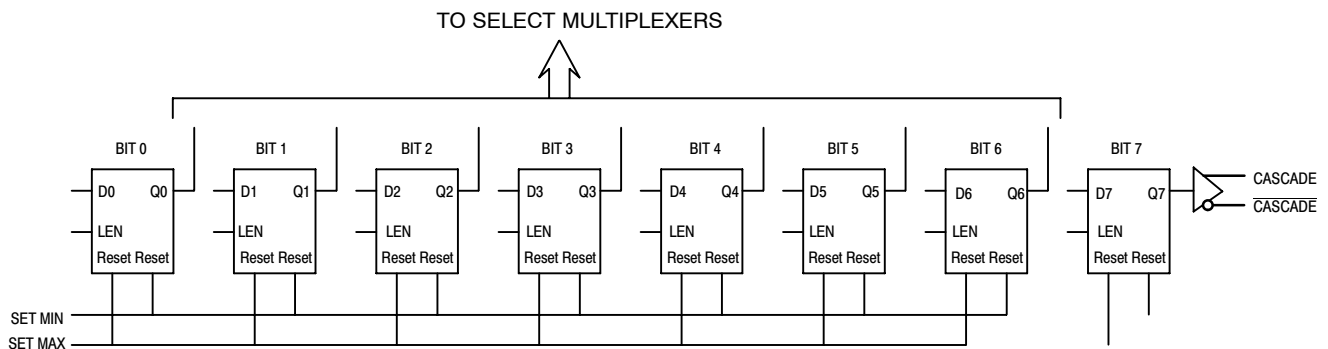 TO SELECT MULTIPLEXERS
BIT 0 BIT 1 BIT 2 BIT 3 BIT 4 BIT 5 BIT 6 BIT 7
D0 Q0 D1 Q1 D2 Q2 D3 Q3 D4 Q4 D5 Q5 D6 Q6 D7 Q7 CASCADE
CASCADE
LEN LEN LEN LEN LEN LEN LEN LEN
Reset Reset Reset Reset Reset Reset Reset Reset Reset Reset Reset Reset Reset Reset Reset Reset
SET MIN
SET MAX